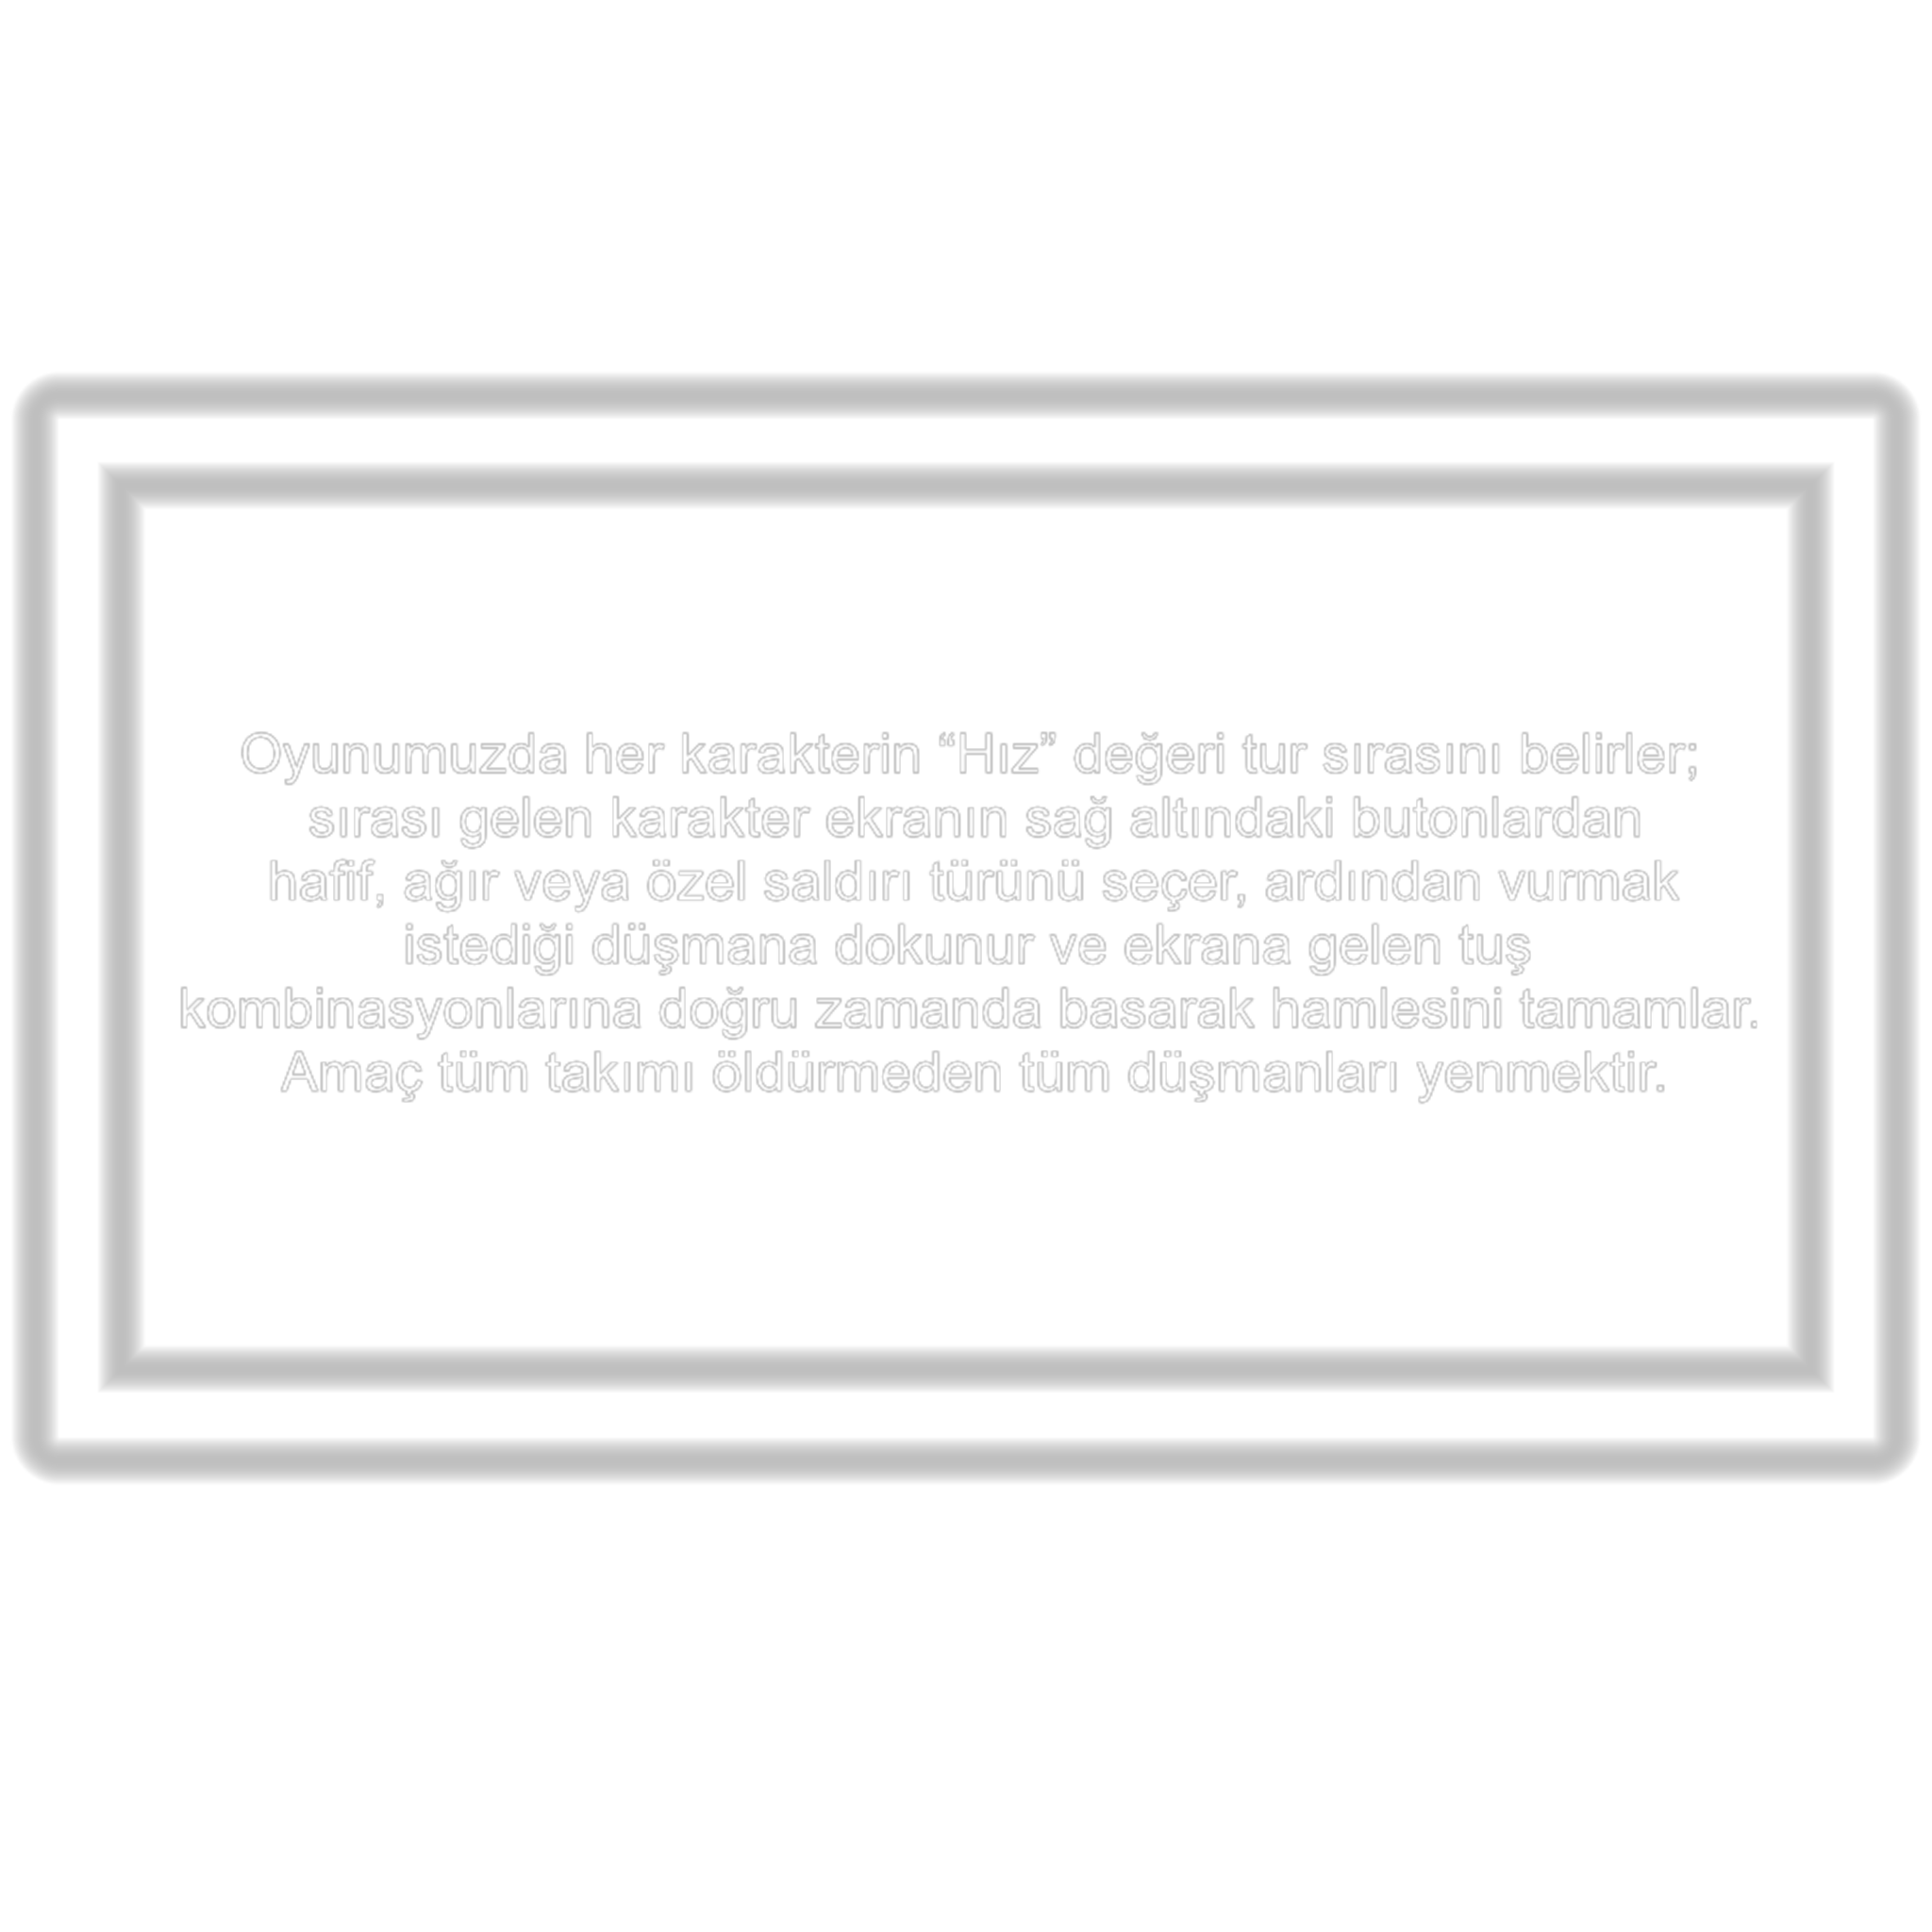 Oyunumuzda her karakterin “Hız” değeri tur sırasını belirler;
sırası gelen karakter ekranın sağ altındaki butonlardan
hafif, ağır veya özel saldırı türünü seçer, ardından vurmak
istediği düşmana dokunur ve ekrana gelen tuş
kombinasyonlarına doğru zamanda basarak hamlesini tamamlar.
Amaç tüm takımı öldürmeden tüm düşmanları yenmektir.